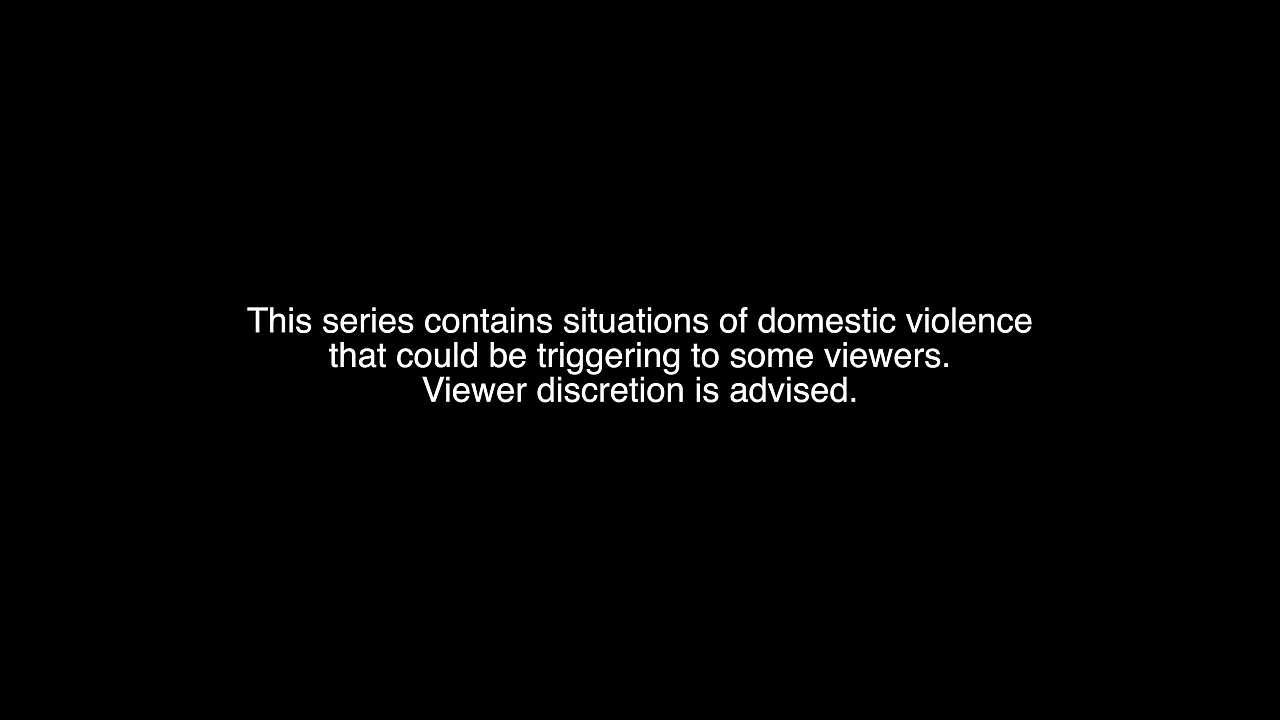 This series contains situations of domestic violence
that could be triggering to some viewers.
Viewer discretion is advised.